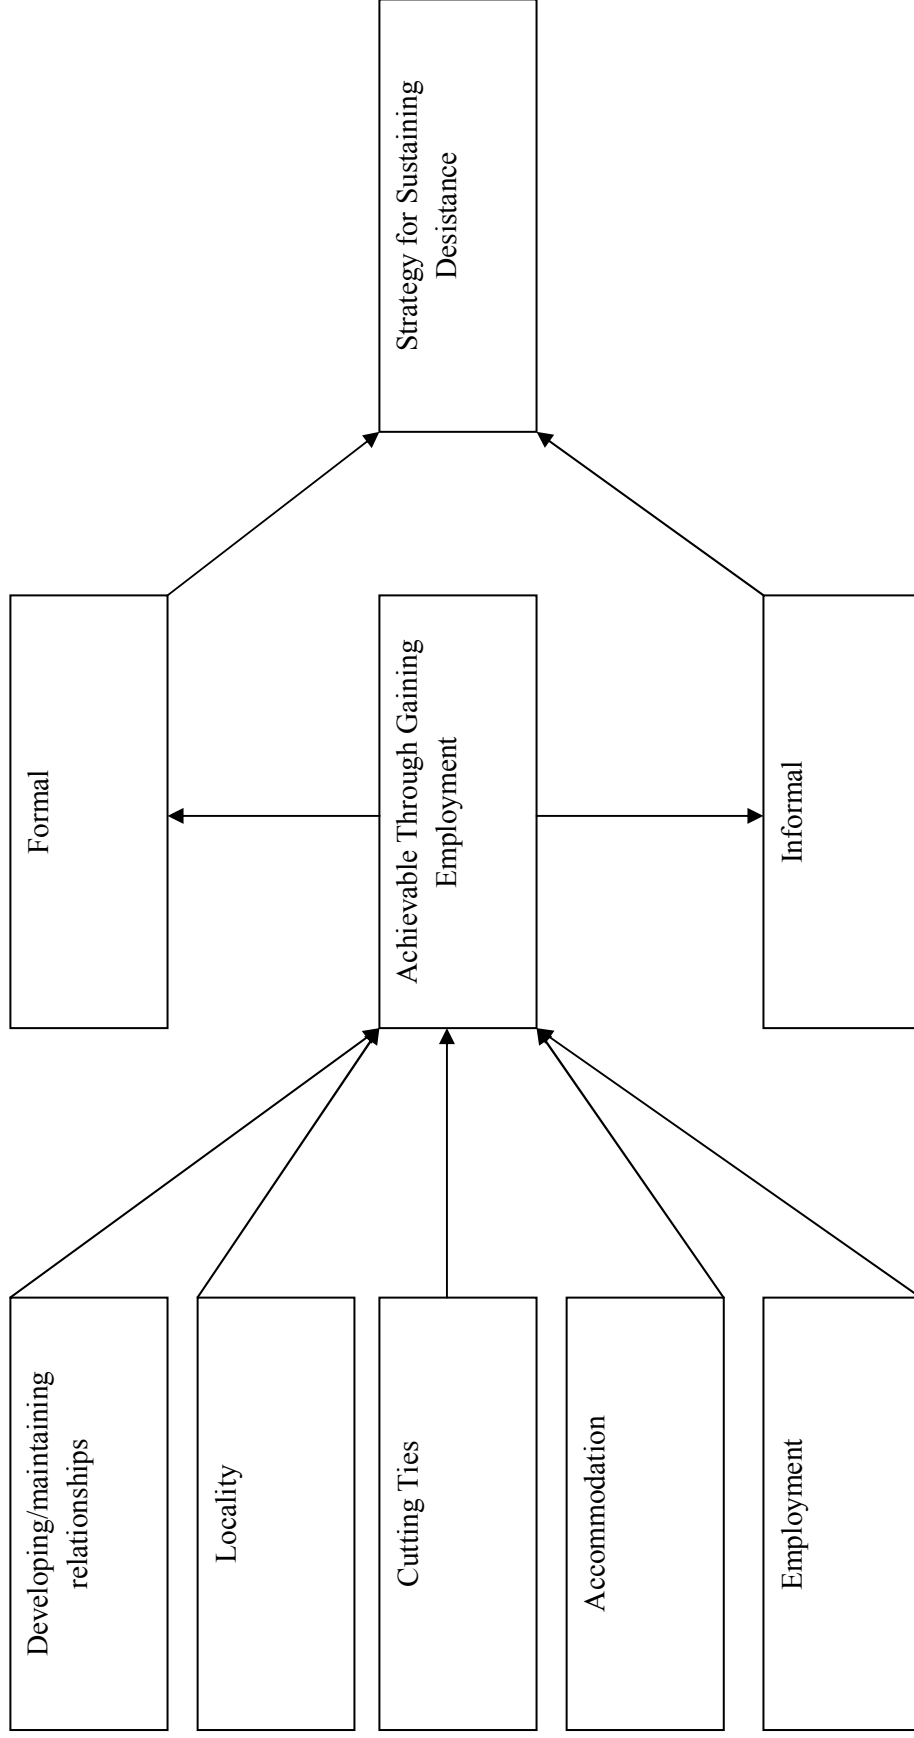 Developing/maintaining
relationships
Locality
Cutting Ties
Accommodation
Employment
Formal
Achievable Through Gaining
Employment
Informal
Strategy for Sustaining
Desistance